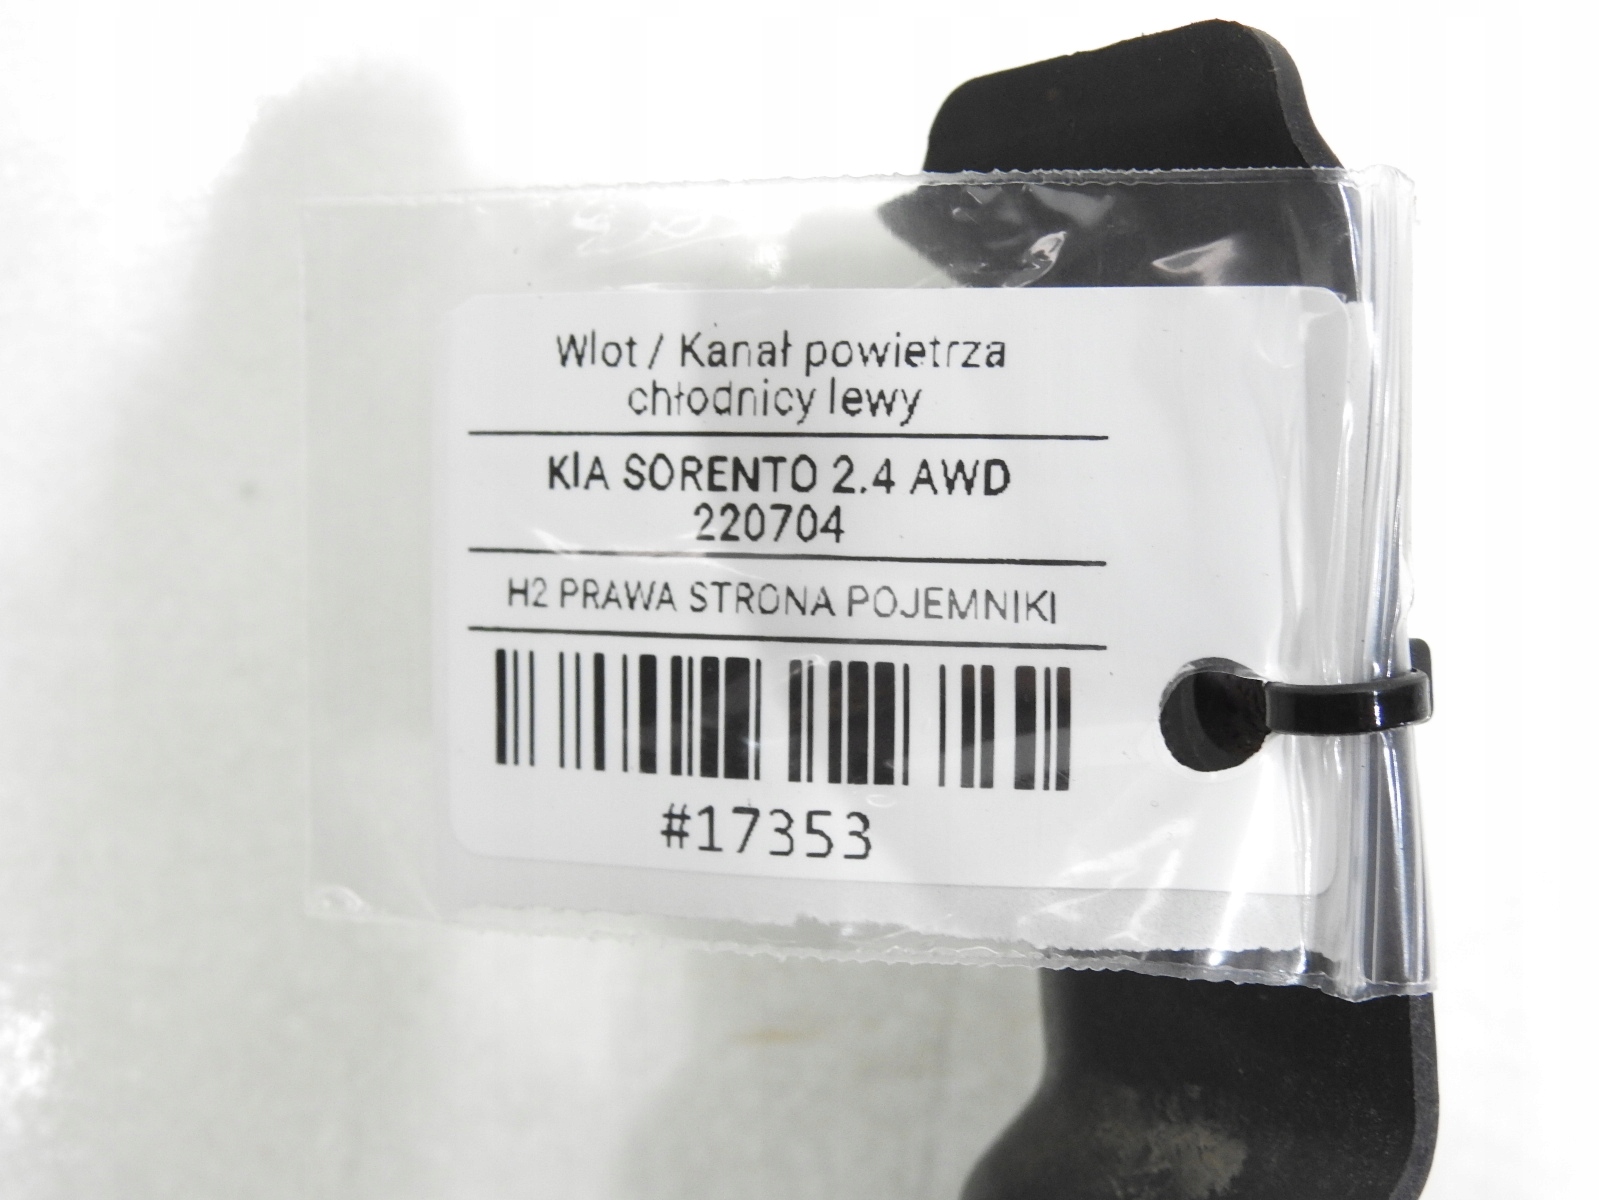 Wlot / Kanał powietrza
chłodnicy lewy
KIA SORENTO 2.4 AWD
220704
H2 PRAWA STRONA POJEMNIKI
#17353